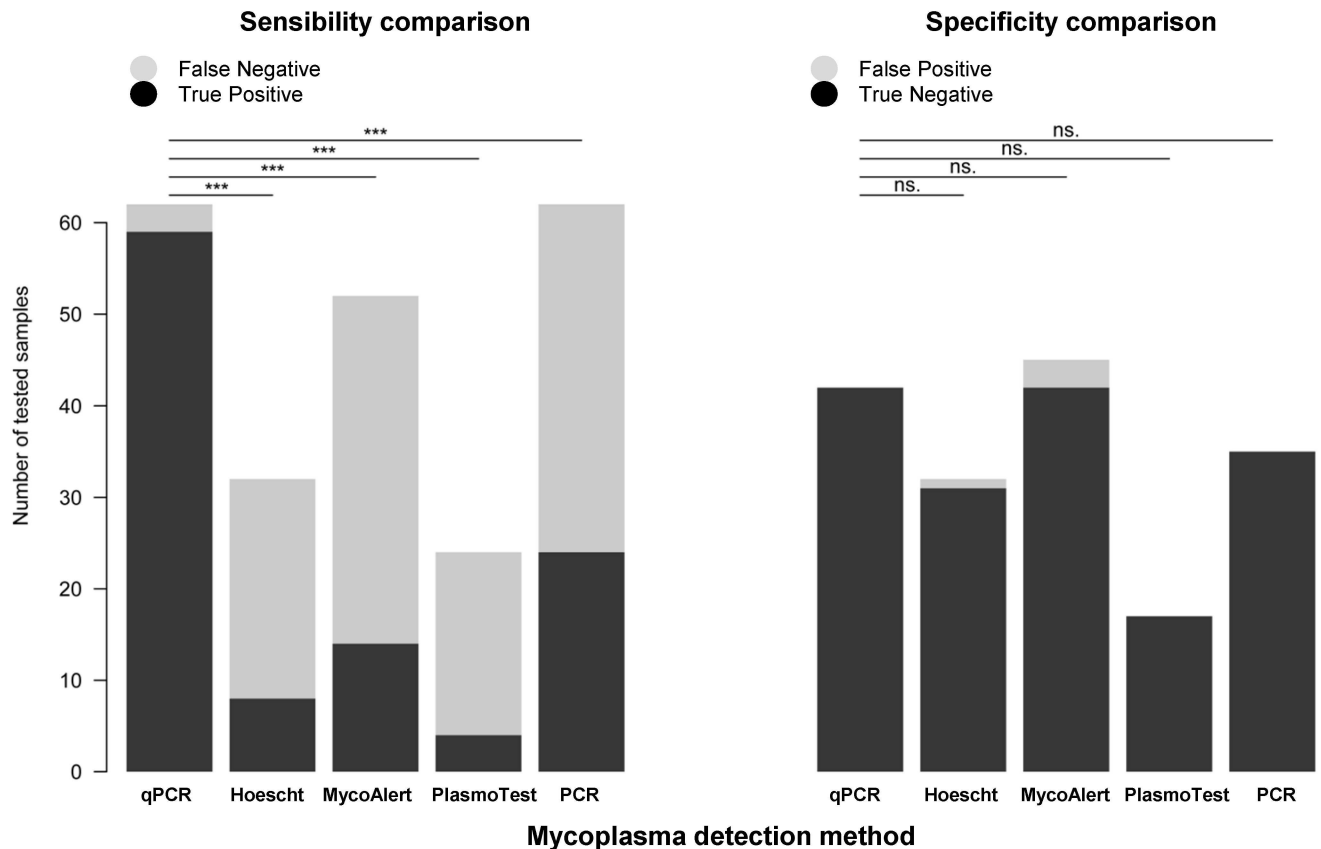 Sensibility comparison
False Negative
True Positive
***
***
***
***
Number of tested samples
60
50
40
30
20
10
0
qPCR Hoescht MycoAlert PlasmoTest PCR
Specificity comparison
False Positive
True Negative
ns.
ns.
ns.
ns.
qPCR Hoescht MycoAlert PlasmoTest PCR
Mycoplasma detection method